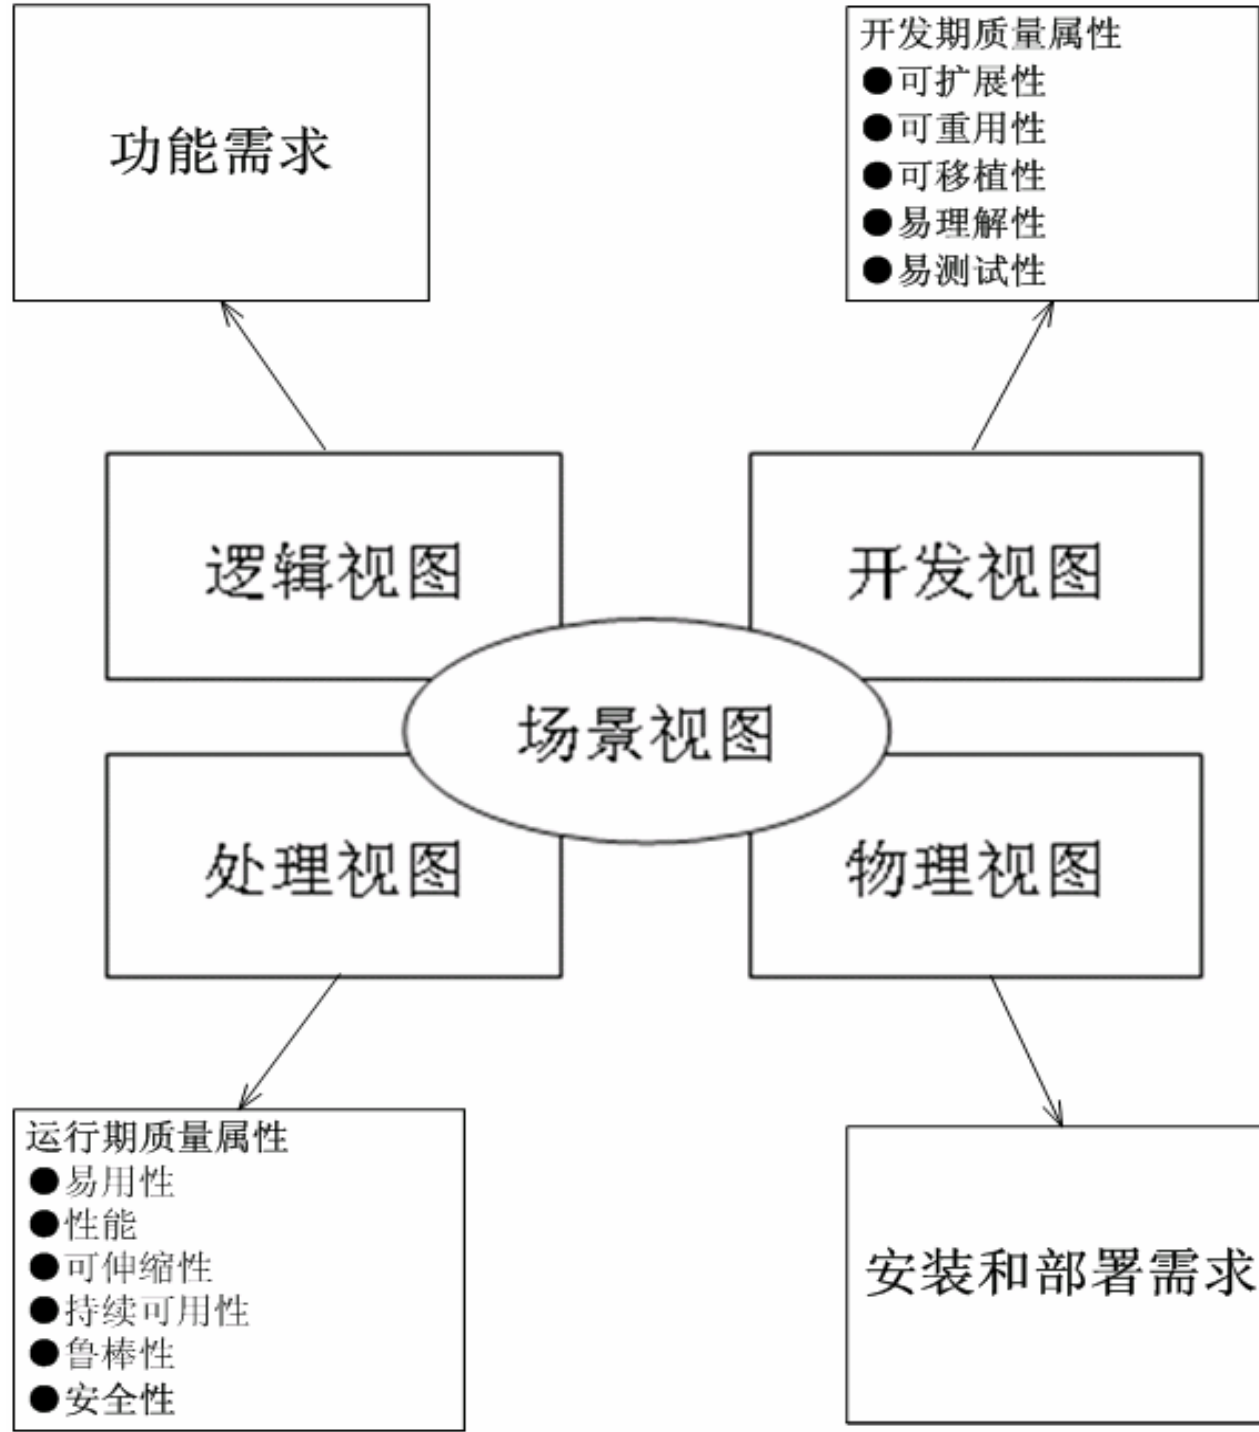 功能需求
开发期质量属性
●可扩展性
●可重用性
●可移植性
●易理解性
●易测试性
逻辑视图
开发视图
场景视图
处理视图
物理视图
运行期质量属性
●易用性
●性能
●可伸缩性
●持续可用性
●鲁棒性
●安全性
安装和部署需求